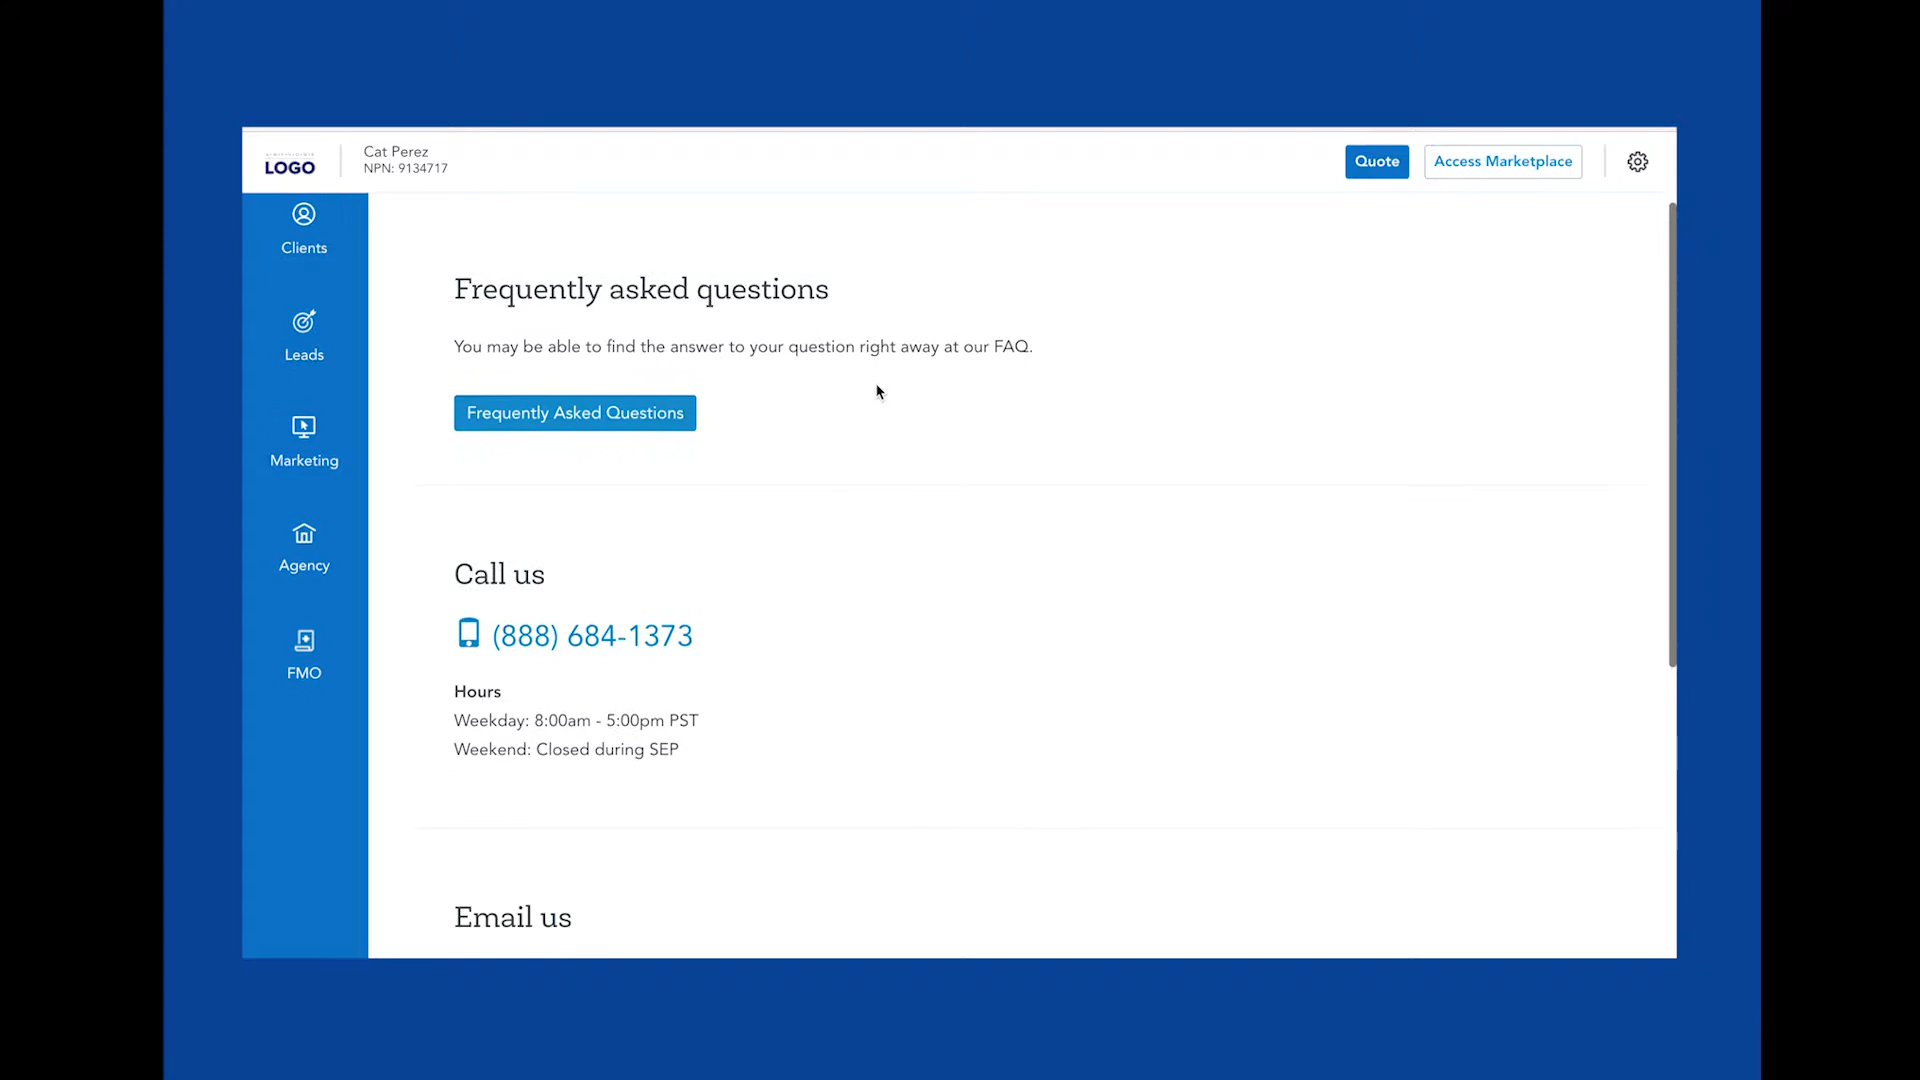 LOGO
Cat Perez
NPN: 9134717
Quote
Access Marketplace
Clients
Leads
Marketing
Agency
FMO
Frequently asked questions
You may be able to find the answer to your question right away at our FAQ.
Frequently Asked Questions
Call us
(888) 684-1373
Hours
Weekday: 8:00am - 5:00pm PST
Weekend: Closed during SEP
Email us